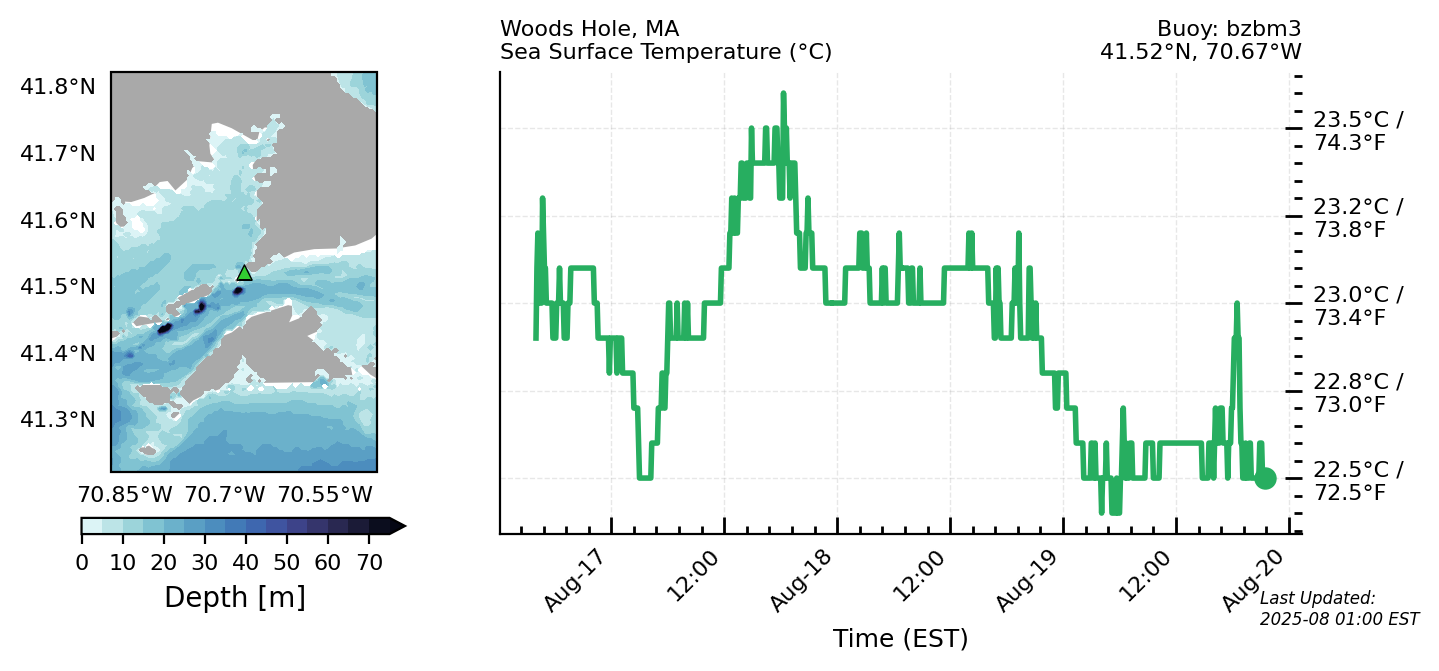 Woods Hole, MA
Sea Surface Temperature (°C)
Buoy: bzbm3
41.52°N, 70.67°W
41.8°N
41.7°N
41.6°N
41.5°N
41.4°N
41.3°N
70.85°W 70.7°W 70.55°W
0 10 20 30 40 50 60 70
Depth [m]
23.5°C /
74.3°F
23.2°C /
73.8°F
23.0°C /
73.4°F
22.8°C /
73.0°F
22.5°C /
72.5°F
Aug-17 12:00 Aug-18 12:00 Aug-19 12:00 Aug-20
Time (EST)
Last Updated:
2025-08 01:00 EST